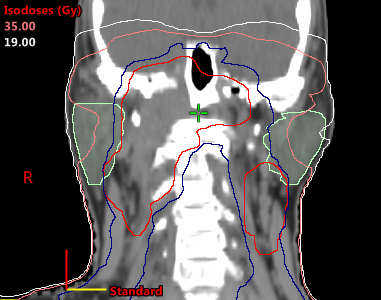 Isodoses (Gy)
35.00
19.00
R
Standard